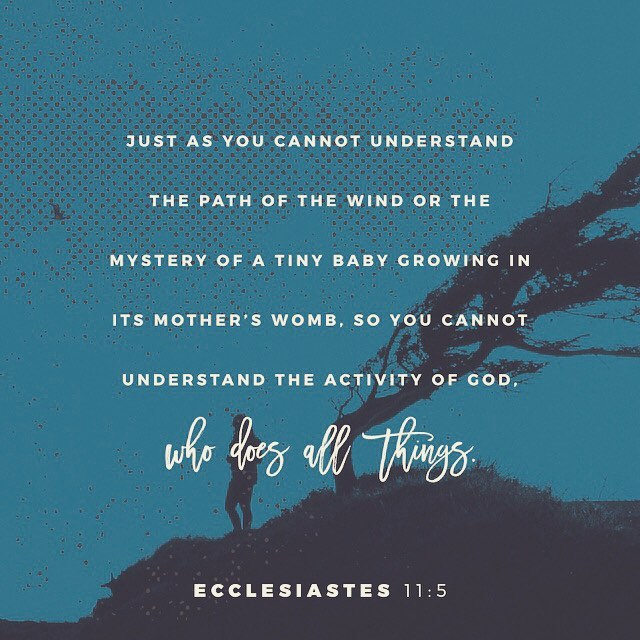 JUST AS YOU CANNOT UNDERSTAND
THE PATH OF THE WIND OR THE
MYSTERY OF A TINY BABY GROWING IN
ITS MOTHER’S WOMB, SO YOU CANNOT
UNDERSTAND THE ACTIVITY OF GOD,
who does all things.
ECCLESIASTES 11:5